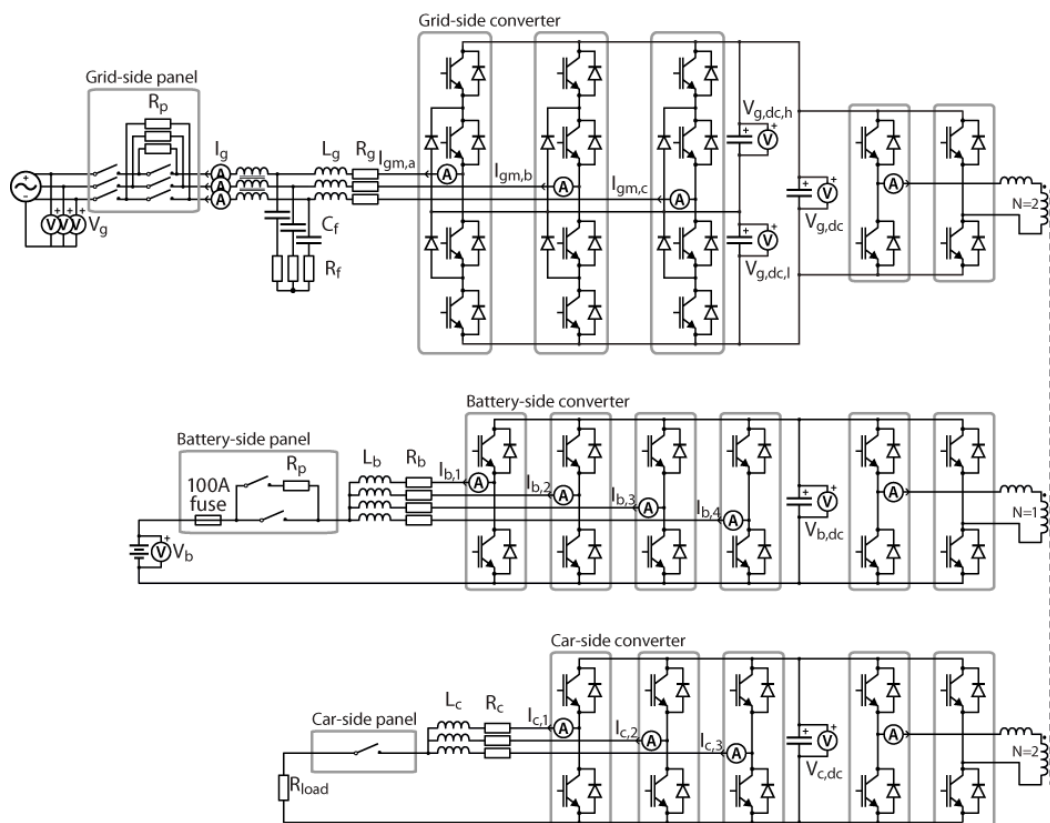 Grid-side converter
Grid-side panel
Rp
Ig
Lg
Rg
Igm,a
A
Igm,b
A
Igm,c
A
A
A
A
Vg,dc,h
V
V
Vg,dc
V
Vg,dc,l
A
N=2
V
V
V
Vg
Cf
Rf
Battery-side converter
Battery-side panel
Rp
100A
fuse
Lb
Rb
Ib,1
A
Ib,2
A
Ib,3
A
Ib,4
A
V
Vb
V
Vb,dc
A
N=1
Car-side converter
Car-side panel
Lc
Rc
Ic,1
A
Ic,2
A
Ic,3
A
V
Vc,dc
A
N=2
Rload